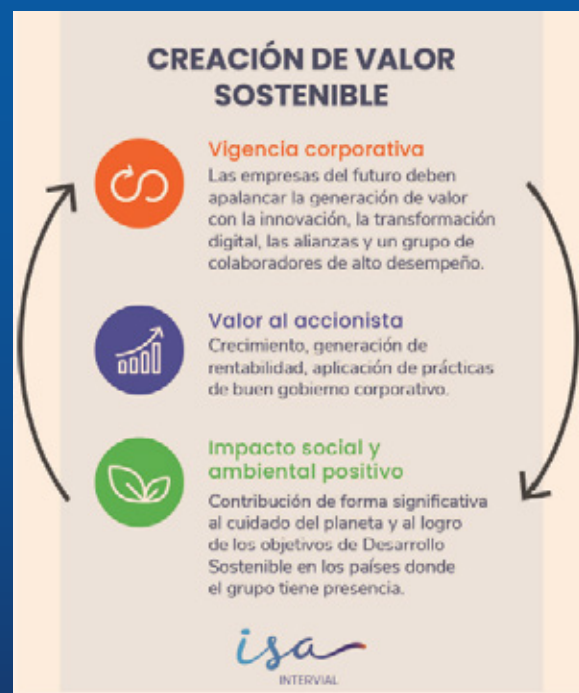 CREACIÓN DE VALOR
SOSTENIBLE
Vigencia corporativa
Las empresas del futuro deben
apalancar la generación de valor
con la innovación, la transformación
digital, las alianzas y un grupo de
colaboradores de alto desempeño.
Valor al accionista
Crecimiento, generación de
rentabilidad, aplicación de prácticas
de buen gobierno corporativo.
Impacto social y
ambiental positivo
Contribución de forma significativa
al cuidado del planeta y al logro
de los objetivos de Desarrollo
Sostenible en los países donde
el grupo tiene presencia.
isa
INTERVIAL